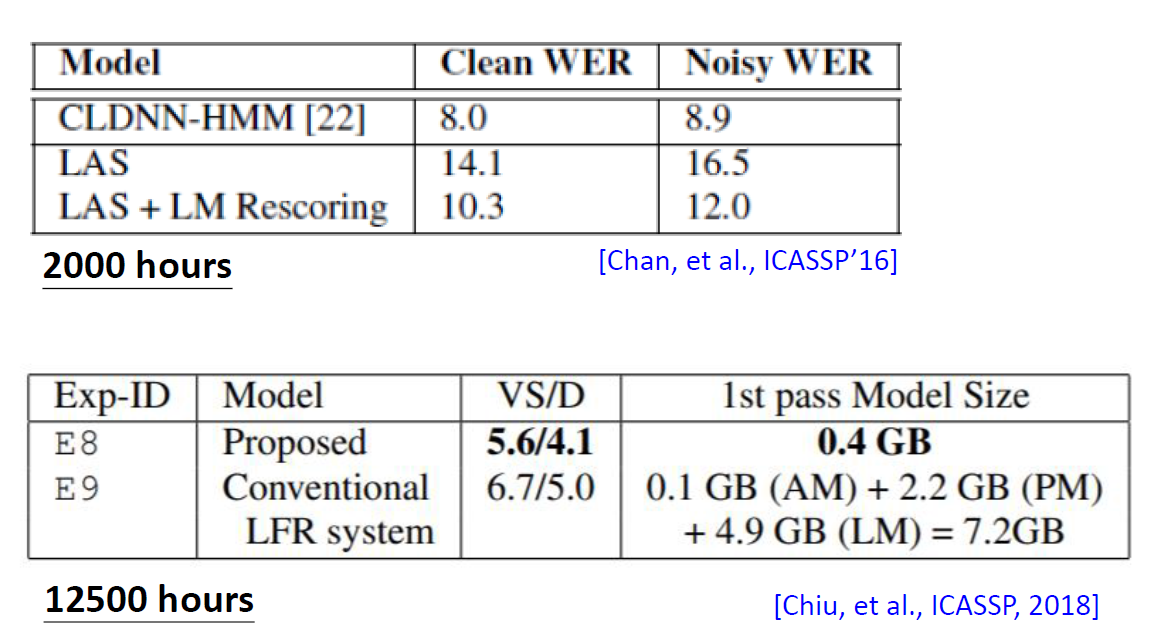 Model Clean WER Noisy WER
CLDNN-HMM [22] 8.0 8.9
LAS 14.1 16.5
LAS + LM Rescoring 10.3 12.0
2000 hours [Chan, et al., ICASSP’16]
Exp-ID Model VS/D 1st pass Model Size
E8 Proposed 5.6/4.1 0.4 GB
E9 Conventional 6.7/5.0 0.1 GB (AM) + 2.2 GB (PM)
LFR system + 4.9 GB (LM) = 7.2GB
12500 hours [Chiu, et al., ICASSP, 2018]